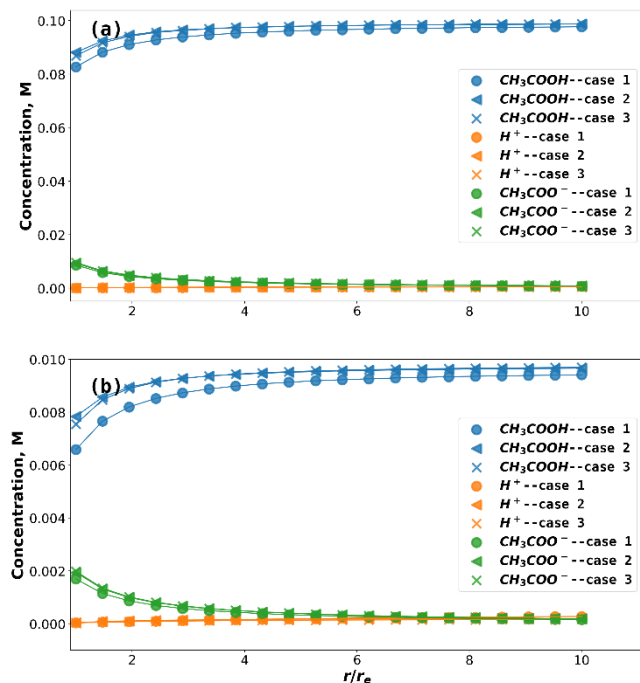 (a)
Concentration, M
0.10
0.08
0.06
0.04
0.02
0.00
CH₃COOH--case 1
CH₃COOH--case 2
CH₃COOH--case 3
H⁺--case 1
H⁺--case 2
H⁺--case 3
CH₃COO⁻--case 1
CH₃COO⁻--case 2
CH₃COO⁻--case 3
2 4 6 8 10
(b)
Concentration, M
0.010
0.008
0.006
0.004
0.002
0.000
CH₃COOH--case 1
CH₃COOH--case 2
CH₃COOH--case 3
H⁺--case 1
H⁺--case 2
H⁺--case 3
CH₃COO⁻--case 1
CH₃COO⁻--case 2
CH₃COO⁻--case 3
2 4 6 8 10
r/rₑ